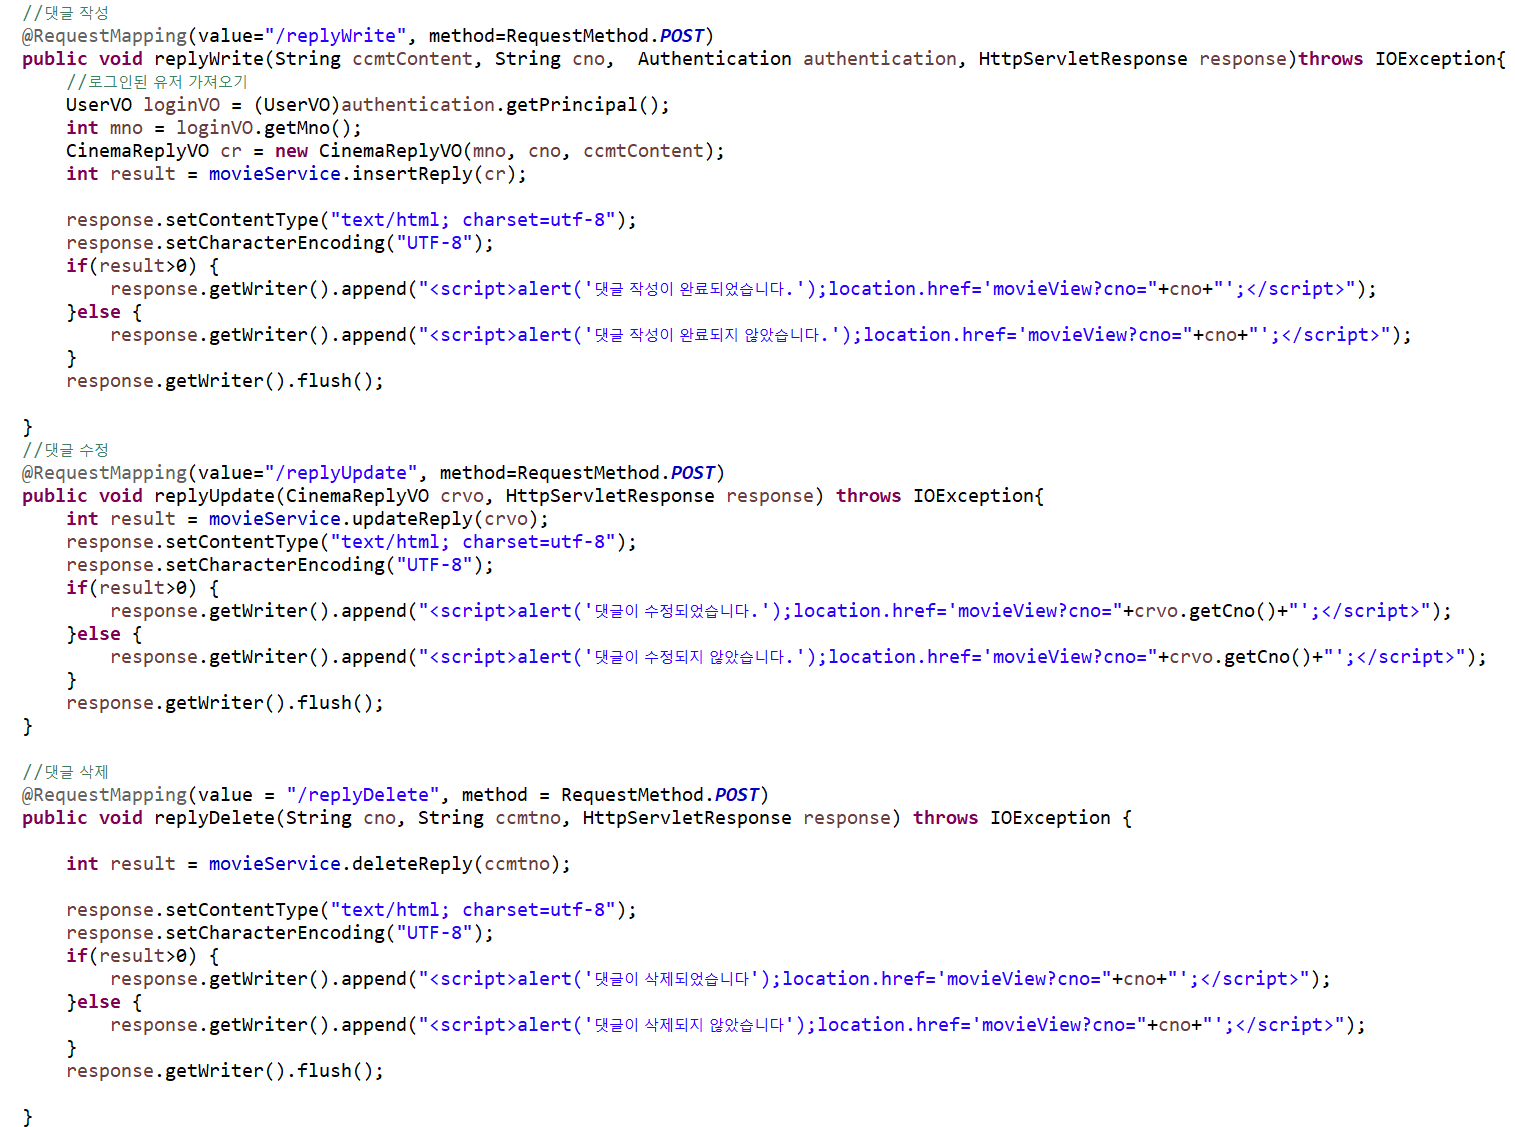 //댓글 작성
@RequestMapping(value="/replyWrite", method=RequestMethod.POST)
public void replyWrite(String ccmtContent, String cno,  Authentication authentication, HttpServletResponse response)throws IOException{
    //로그인된 유저 가져오기
    UserVO loginVO = (UserVO)authentication.getPrincipal();
    int mno = loginVO.getMno();
    CinemaReplyVO cr = new CinemaReplyVO(mno, cno, ccmtContent);
    int result = movieService.insertReply(cr);

    response.setContentType("text/html; charset=utf-8");
    response.setCharacterEncoding("UTF-8");
    if(result>0) {
        response.getWriter().append("<script>alert('댓글 작성이 완료되었습니다.');location.href='movieView?cno="+cno+"';</script>");
    }else {
        response.getWriter().append("<script>alert('댓글 작성이 완료되지 않았습니다.');location.href='movieView?cno="+cno+"';</script>");
    }
    response.getWriter().flush();

}
//댓글 수정
@RequestMapping(value="/replyUpdate", method=RequestMethod.POST)
public void replyUpdate(CinemaReplyVO crvo, HttpServletResponse response) throws IOException{
    int result = movieService.updateReply(crvo);
    response.setContentType("text/html; charset=utf-8");
    response.setCharacterEncoding("UTF-8");
    if(result>0) {
        response.getWriter().append("<script>alert('댓글이 수정되었습니다.');location.href='movieView?cno="+crvo.getCno()+"';</script>");
    }else {
        response.getWriter().append("<script>alert('댓글이 수정되지 않았습니다.');location.href='movieView?cno="+crvo.getCno()+"';</script>");
    }
    response.getWriter().flush();
}

//댓글 삭제
@RequestMapping(value = "/replyDelete", method = RequestMethod.POST)
public void replyDelete(String cno, String ccmtno, HttpServletResponse response) throws IOException {

    int result = movieService.deleteReply(ccmtno);

    response.setContentType("text/html; charset=utf-8");
    response.setCharacterEncoding("UTF-8");
    if(result>0) {
        response.getWriter().append("<script>alert('댓글이 삭제되었습니다');location.href='movieView?cno="+cno+"';</script>");
    }else {
        response.getWriter().append("<script>alert('댓글이 삭제되지 않았습니다');location.href='movieView?cno="+cno+"';</script>");
    }
    response.getWriter().flush();

}